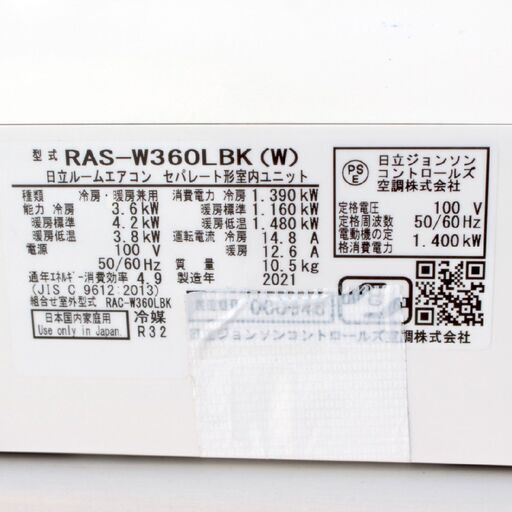 型式 RAS-W360LBK(W)
日立ルームエアコン セパレート形室内ユニット
種類 冷房・暖房兼用
能力 冷房 3.6kW
暖房標準 4.2kW
暖房低温 3.8kW
電源 100 V
50/60 Hz
通年エネルギー消費効率 4.9
(JIS C 9612:2013)
組合せ室外型式 RAC-W360LBK
日本国内家庭用
Use only in Japan
冷媒
R32
消費電力 冷房 1.390kW
暖房標準 1.160kW
暖房低温 1.480kW
運転電流 冷房 14.8 A
暖房 12.6 A
質量 10.5kg
製造年 2021
000948
日立ジョンソンコントロールズ空調株式会社
PS
E
日立ジョンソン
コントロールズ
空調株式会社
定格電圧 100 V
定格周波数 50/60Hz
電動機の定
格消費電力 1.400kW